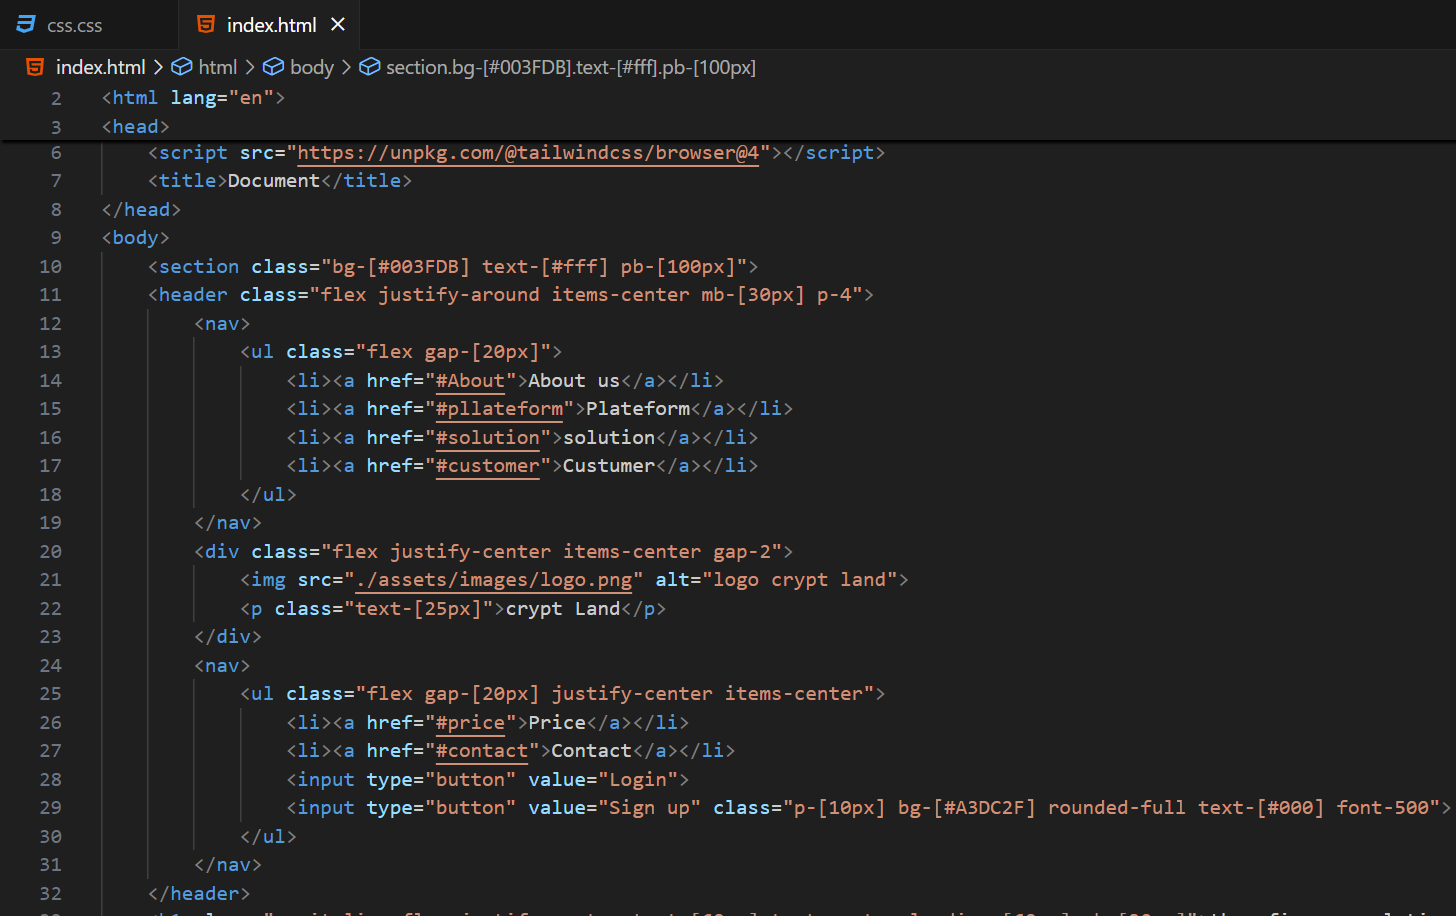 css.css index.html
index.html > html > body > section.bg-[#003FDB].text-[#fff].pb-[100px]
2 <html lang="en">
3 <head>
6 <script src="https://unpkg.com/@tailwindcss/browser@4"></script>
7 <title>Document</title>
8 </head>
9 <body>
10 <section class="bg-[#003FDB] text-[#fff] pb-[100px]">
11 <header class="flex justify-around items-center mb-[30px] p-4">
12 <nav>
13 <ul class="flex gap-[20px]">
14 <li><a href="#About">About us</a></li>
15 <li><a href="#pllateform">Plateform</a></li>
16 <li><a href="#solution">solution</a></li>
17 <li><a href="#customer">Custumer</a></li>
18 </ul>
19 </nav>
20 <div class="flex justify-center items-center gap-2">
21 <img src="./assets/images/logo.png" alt="logo crypt land">
22 <p class="text-[25px]">crypt Land</p>
23 </div>
24 <nav>
25 <ul class="flex gap-[20px] justify-center items-center">
26 <li><a href="#price">Price</a></li>
27 <li><a href="#contact">Contact</a></li>
28 <input type="button" value="Login">
29 <input type="button" value="Sign up" class="p-[10px] bg-[#A3DC2F] rounded-full text-[#000] font-500">
30 </ul>
31 </nav>
32 </header>